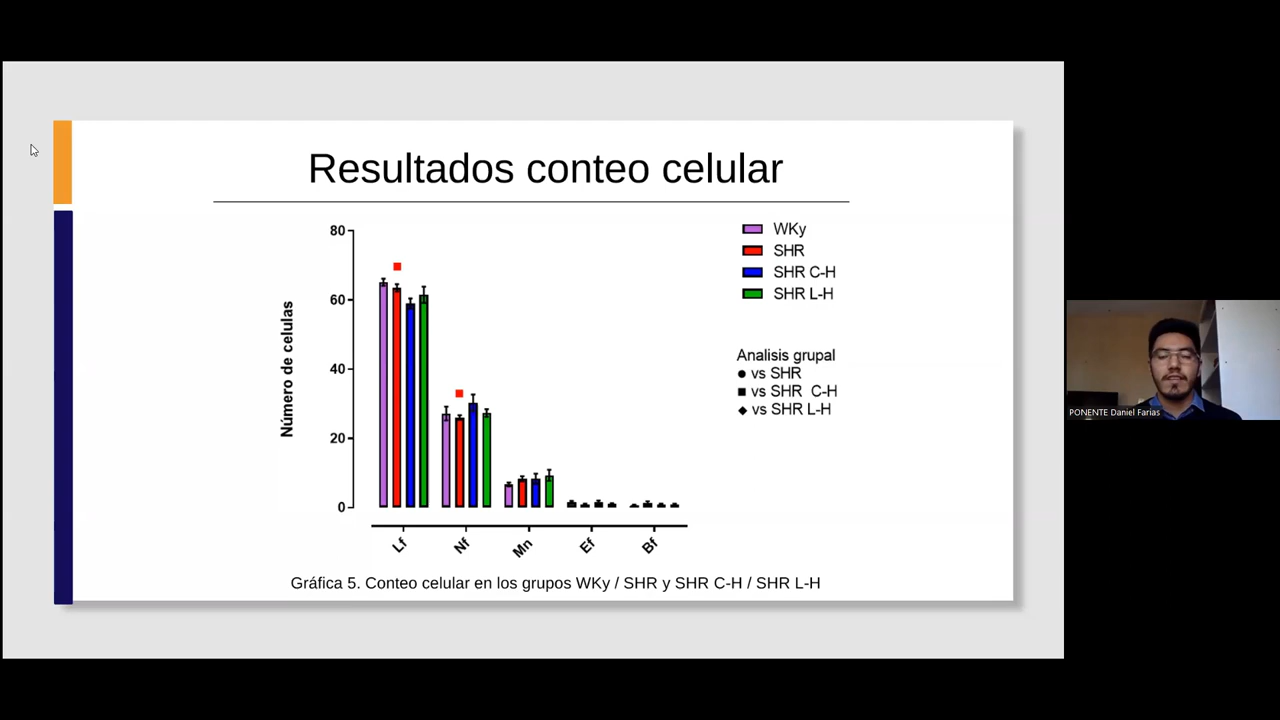 Resultados conteo celular
Número de celulas
80
60
40
20
0
Lf
Nf
Mn
Ef
Bf
WKy
SHR
SHR C-H
SHR L-H
Analisis grupal
● vs SHR
■ vs SHR C-H
◆ vs SHR L-H
Gráfica 5. Conteo celular en los grupos WKy / SHR y SHR C-H / SHR L-H
PONENTE Daniel Farias